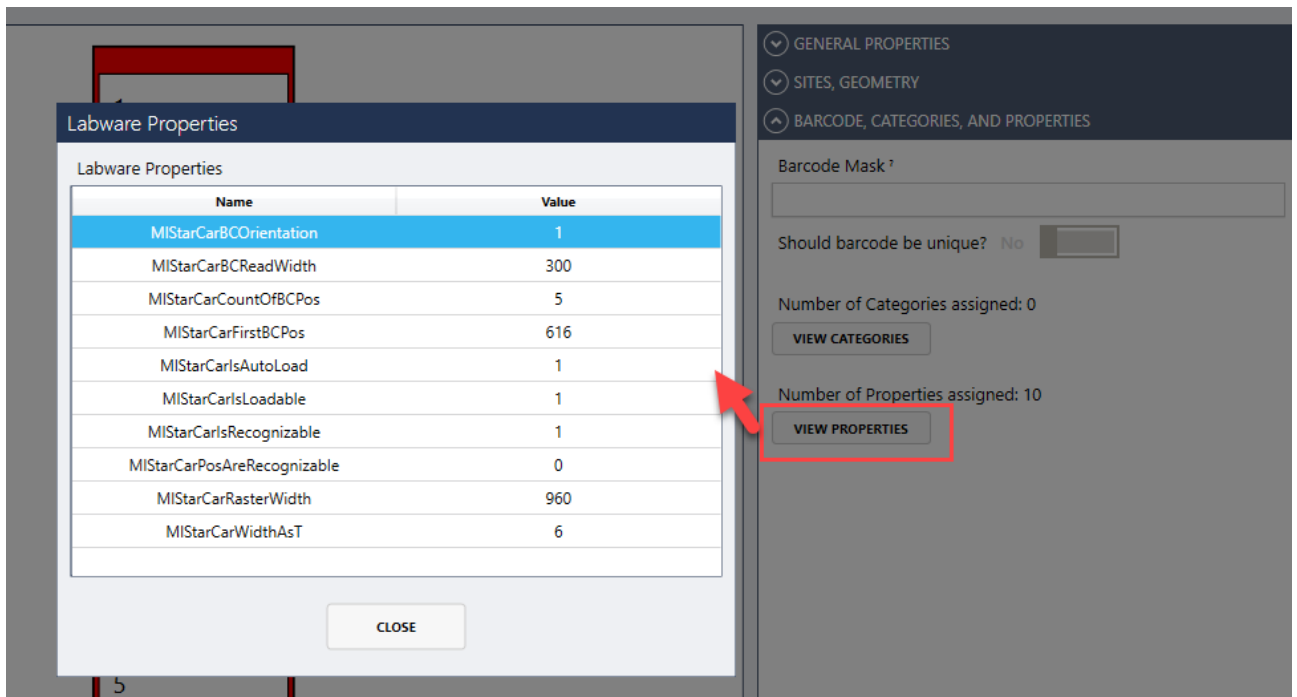 Labware Properties
Labware Properties
Name Value
MlStarCarBCOrientation 1
MlStarCarBCReadWidth 300
MlStarCarCountOfBCPos 5
MlStarCarFirstBCPos 616
MlStarCarIsAutoLoad 1
MlStarCarIsLoadable 1
MlStarCarIsRecognizable 1
MlStarCarPosAreRecognizable 0
MlStarCarRasterWidth 960
MlStarCarWidthAsT 6
CLOSE
5
GENERAL PROPERTIES
SITES, GEOMETRY
BARCODE, CATEGORIES, AND PROPERTIES
Barcode Mask ?
Should barcode be unique? No
Number of Categories assigned: 0
VIEW CATEGORIES
Number of Properties assigned: 10
VIEW PROPERTIES